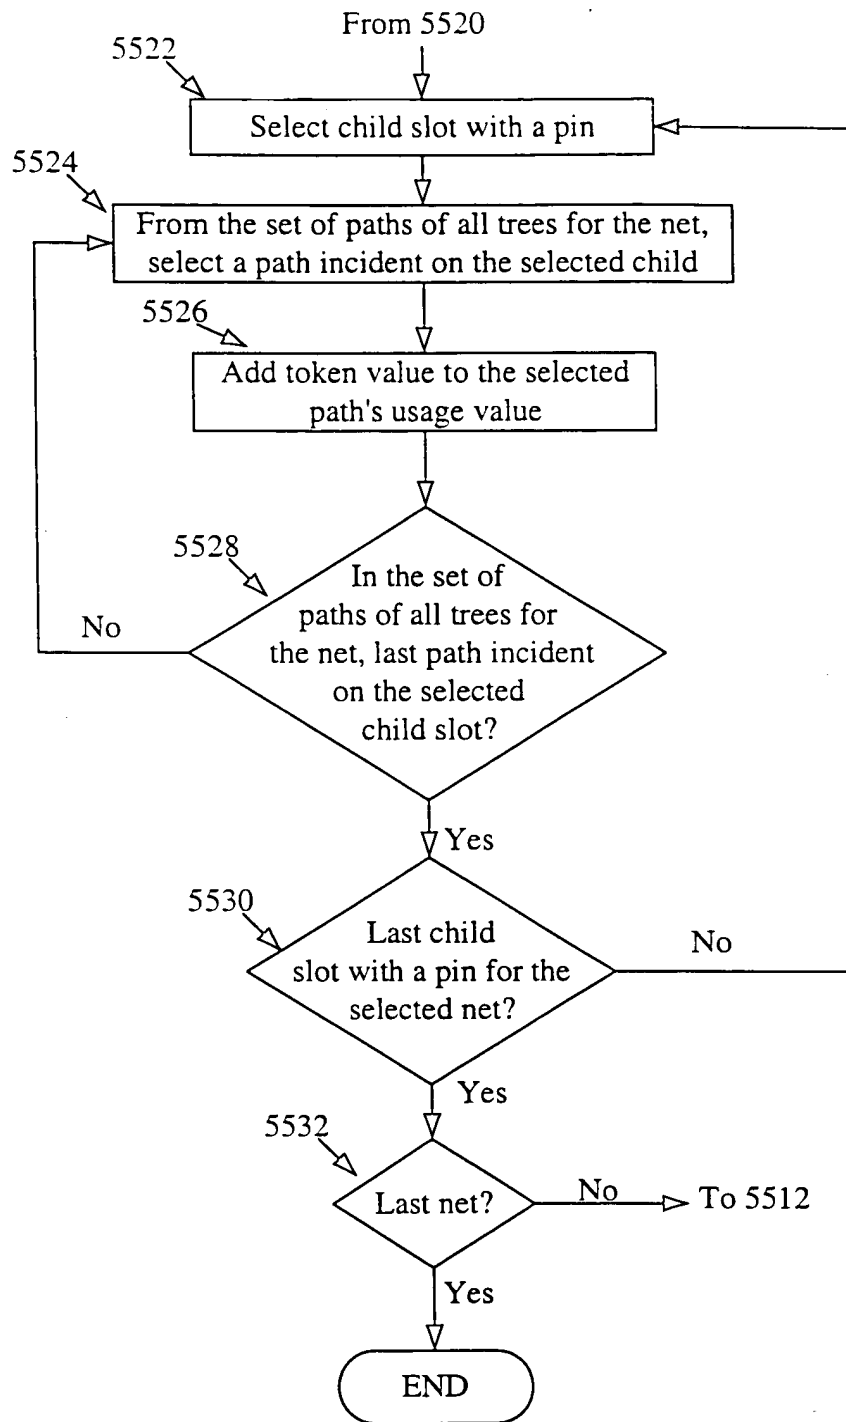 From 5520
5522
Select child slot with a pin
5524
From the set of paths of all trees for the net,
select a path incident on the selected child
5526
Add token value to the selected
path's usage value
5528
In the set of
paths of all trees for
the net, last path incident
on the selected
child slot?
No
Yes
5530
Last child
slot with a pin for the
selected net?
No
Yes
5532
Last net?
No
To 5512
Yes
END